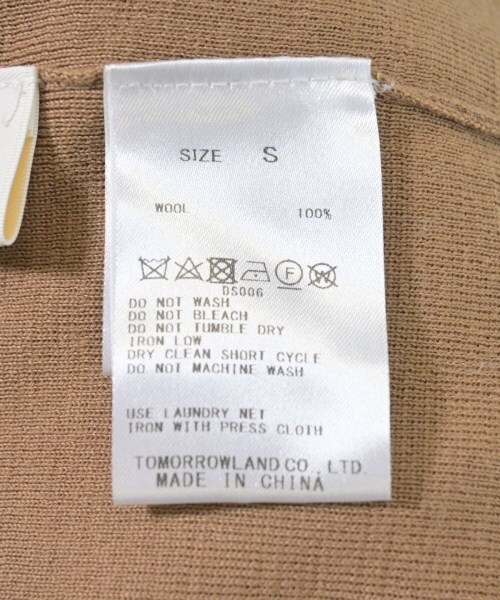 SIZE S
WOOL 100%
F W
DS006
DO NOT WASH
DO NOT BLEACH
DO NOT TUMBLE DRY
IRON LOW
DRY CLEAN SHORT CYCLE
DO NOT MACHINE WASH
USE LAUNDRY NET
IRON WITH PRESS CLOTH
TOMORROWLAND CO., LTD.
MADE IN CHINA